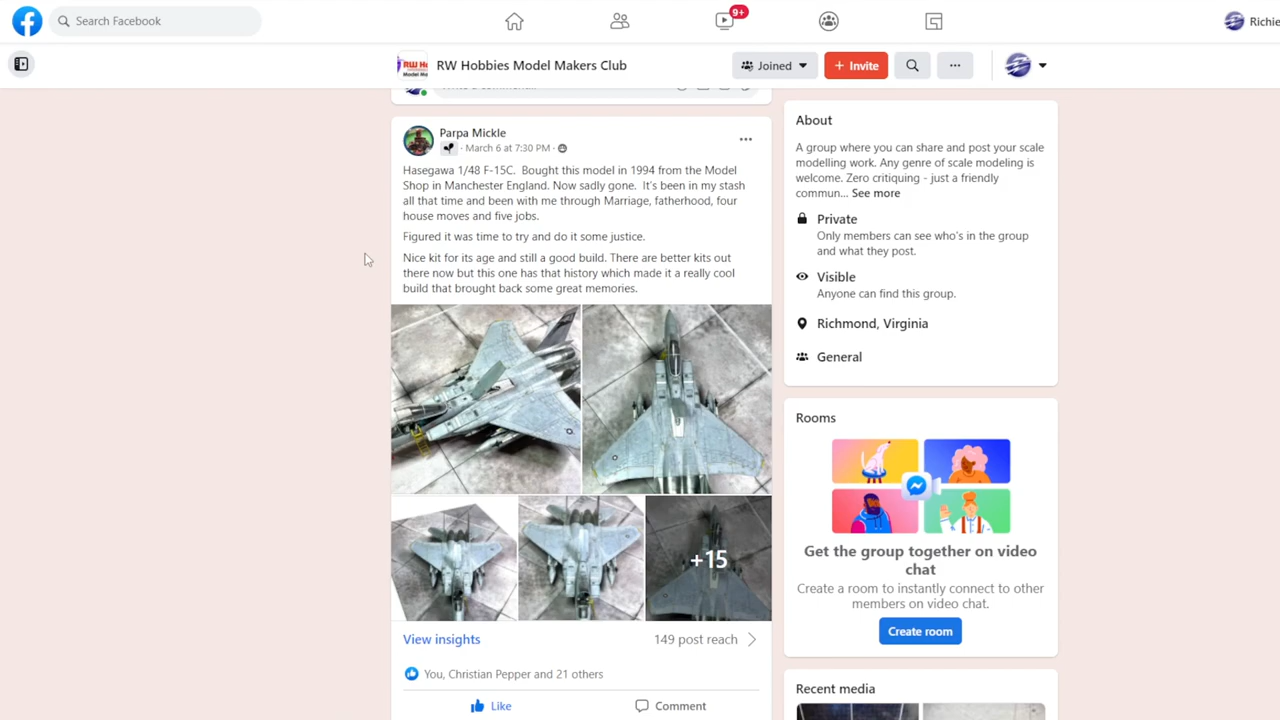 Search Facebook
9+
Richie
RW Hobbies Model Makers Club
Joined
+ Invite
Parpa Mickle
March 6 at 7:30 PM ·
Hasegawa 1/48 F-15C. Bought this model in 1994 from the Model
Shop in Manchester England. Now sadly gone. It's been in my stash
all that time and been with me through Marriage, fatherhood, four
house moves and five jobs.
Figured it was time to try and do it some justice.
Nice kit for its age and still a good build. There are better kits out
there now but this one has that history which made it a really cool
build that brought back some great memories.
+15
View insights
149 post reach
You, Christian Pepper and 21 others
Like
Comment
About
A group where you can share and post your scale
modelling work. Any genre of scale modeling is
welcome. Zero critiquing - just a friendly
commun... See more
Private
Only members can see who's in the group
and what they post.
Visible
Anyone can find this group.
Richmond, Virginia
General
Rooms
Get the group together on video
chat
Create a room to instantly connect to other
members on video chat.
Create room
Recent media